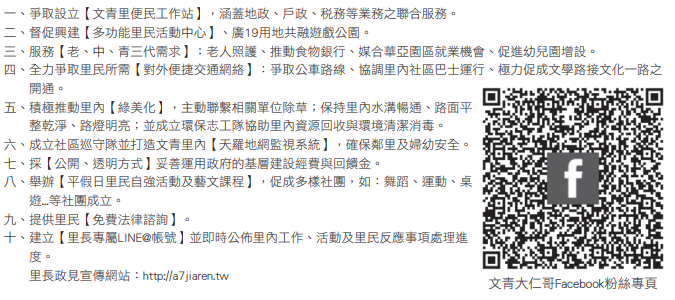 一、爭取設立【文青里便民工作站】，涵蓋地政、戶政、稅務等業務之聯合服務。
二、督促興建【多功能里民活動中心】、廣19用地共融遊戲公園。
三、服務【老、中、青三代需求】：老人照護、推動食物銀行、媒合華亞園區就業機會、促進幼兒園增設。
四、全力爭取里民所需【對外便捷交通網絡】：爭取公車路線、協調里內社區巴士運行、極力促成文學路接文化一路之
開通。
五、積極推動里內【綠美化】，主動聯繫相關單位除草；保持里內水溝暢通、路面平
整乾淨、路燈明亮；並成立環保志工隊協助里內資源回收與環境清潔消毒。
六、成立社區巡守隊並打造文青里內【天羅地網監視系統】，確保鄰里及婦幼安全。
七、採【公開、透明方式】妥善運用政府的基層建設經費與回饋金。
八、舉辦【平假日里民自強活動及藝文課程】，促成多樣社團，如：舞蹈、運動、桌
遊…等社團成立。
九、提供里民【免費法律諮詢】。
十、建立【里長專屬LINE@帳號】並即時公佈里內工作、活動及里民反應事項處理進
度。
里長政見宣傳網站：http://a7jiaren.tw
文青大仁哥Facebook粉絲專頁